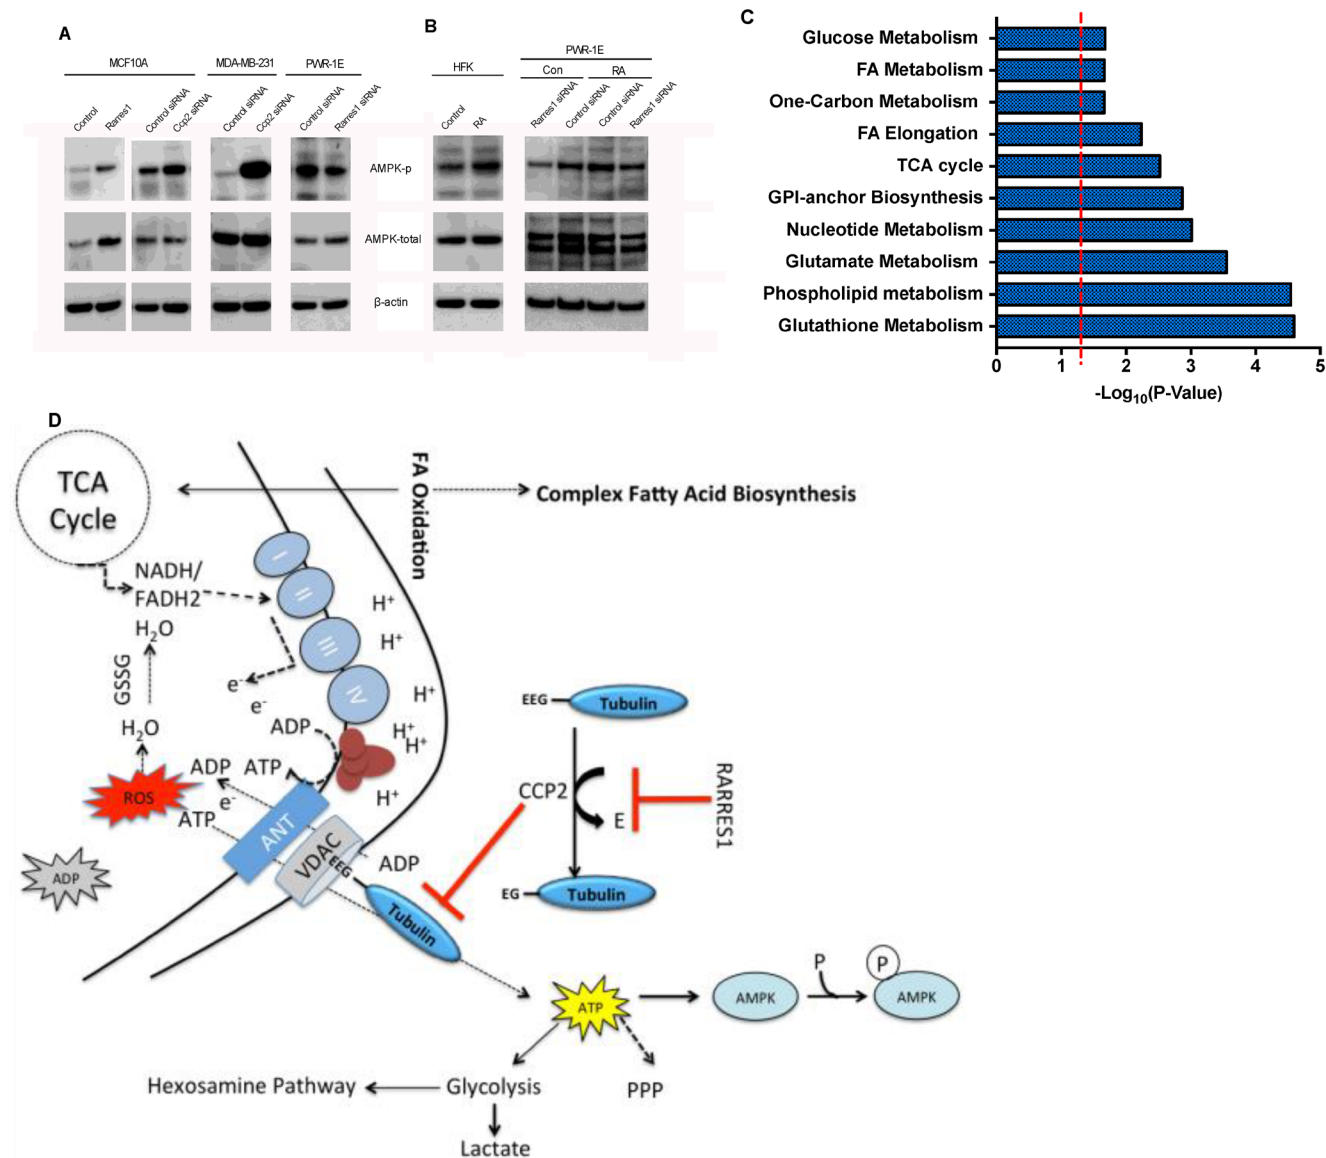 A
MCF10A
MDA-MB-231
PWR-1E
Control
Rarres1
Control siRNA
Ccp2 siRNA
Control siRNA
Ccp2 siRNA
Control siRNA
Rarres1 siRNA
AMPK-p
AMPK-total
β-actin
B
HFK
PWR-1E
Con
RA
Control
RA
Rarres1 siRNA
Control siRNA
Control siRNA
Rarres1 siRNA
C
Glucose Metabolism
FA Metabolism
One-Carbon Metabolism
FA Elongation
TCA cycle
GPI-anchor Biosynthesis
Nucleotide Metabolism
Glutamate Metabolism
Phospholipid metabolism
Glutathione Metabolism
0 1 2 3 4 5
-Log10(P-Value)
D
TCA
Cycle
FA Oxidation
Complex Fatty Acid Biosynthesis
NADH/
FADH2
H2O
GSSG
H2O
ROS
ADP
I
II
III
IV
H+
H+
H+
H+
H+
H+
e-
e-
ADP
ADP
ATP
e-
ATP
ANT
VDAC
EEG
ADP
Tubulin
EEG
Tubulin
CCP2
E
RARRES1
EG
Tubulin
ATP
AMPK
P
P
AMPK
Hexosamine Pathway
Glycolysis
PPP
Lactate